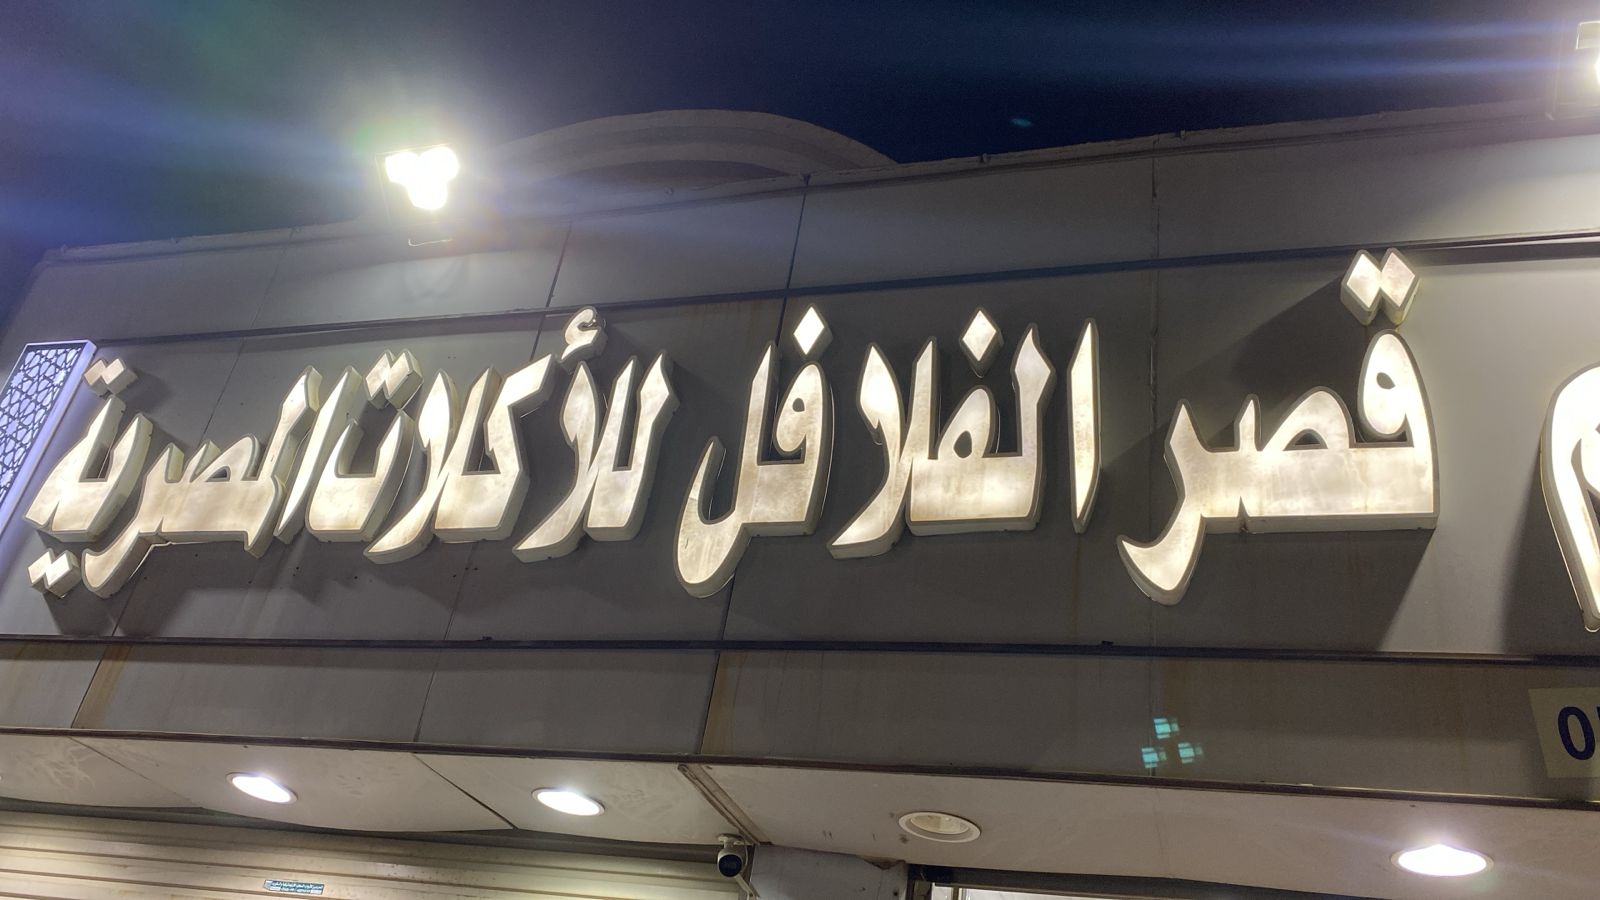 قصر الفلافل للأكلات المصرية